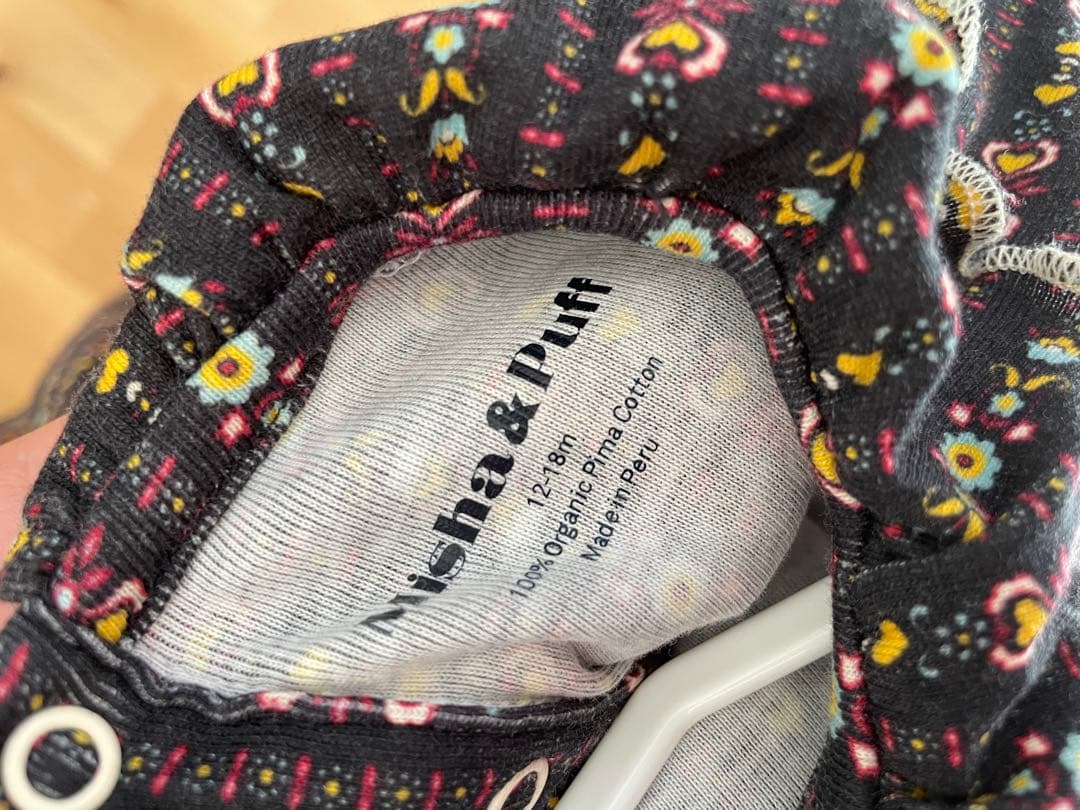 Misha & Puff
12-18m
100% Organic Pima Cotton
Made in Peru